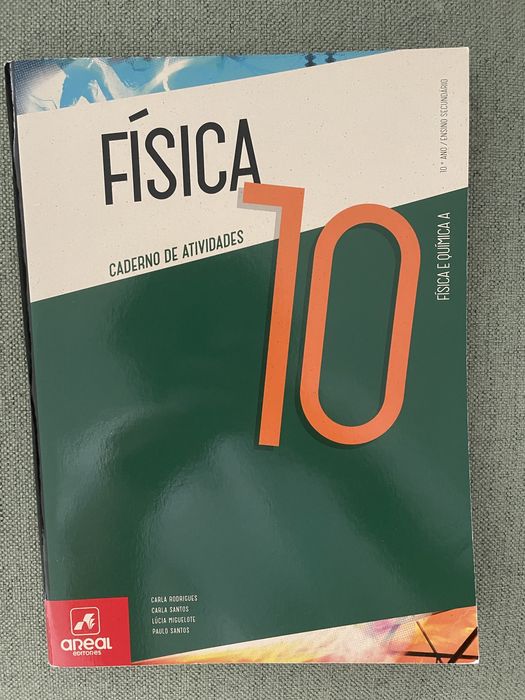 FÍSICA
10
CADERNO DE ATIVIDADES
10º ANO / ENSINO SECUNDÁRIO
FÍSICA E QUÍMICA A
CARLA RODRIGUES
CARLA SANTOS
LÚCIA MIGUELOTE
PAULO SANTOS
areal
EDITORES